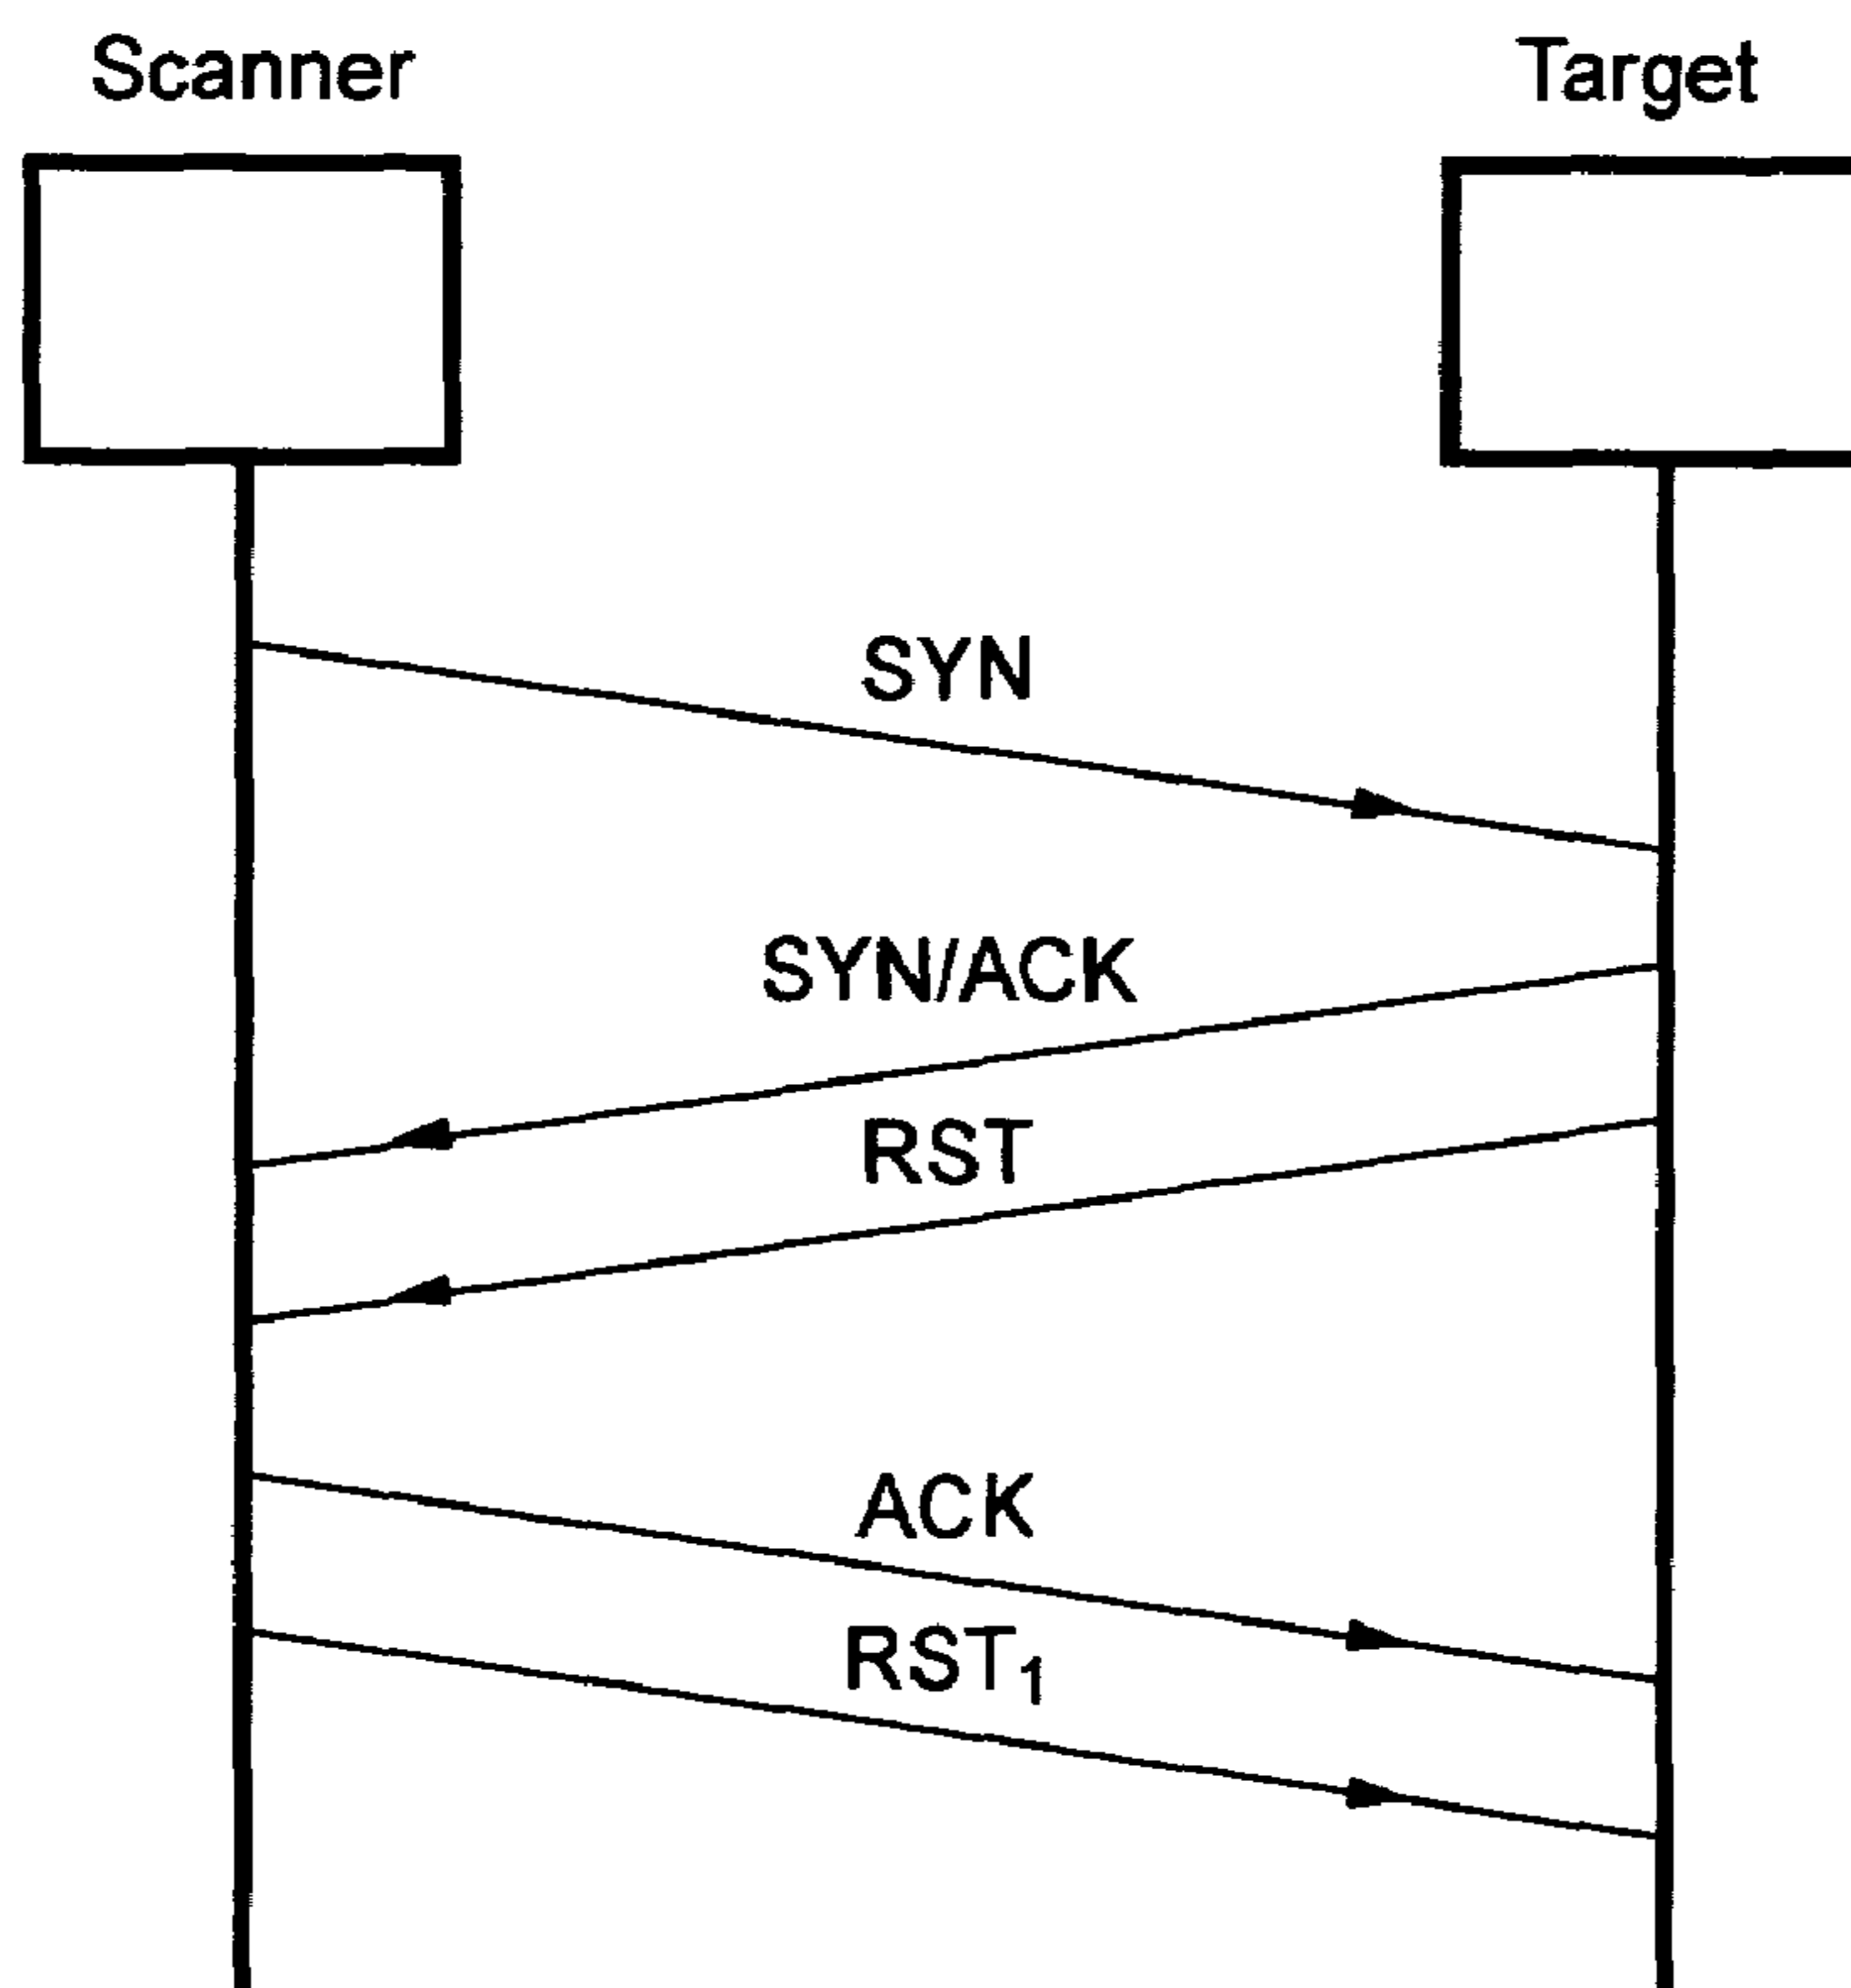 Scanner
Target
SYN
SYN/ACK
RST
ACK
RST₁